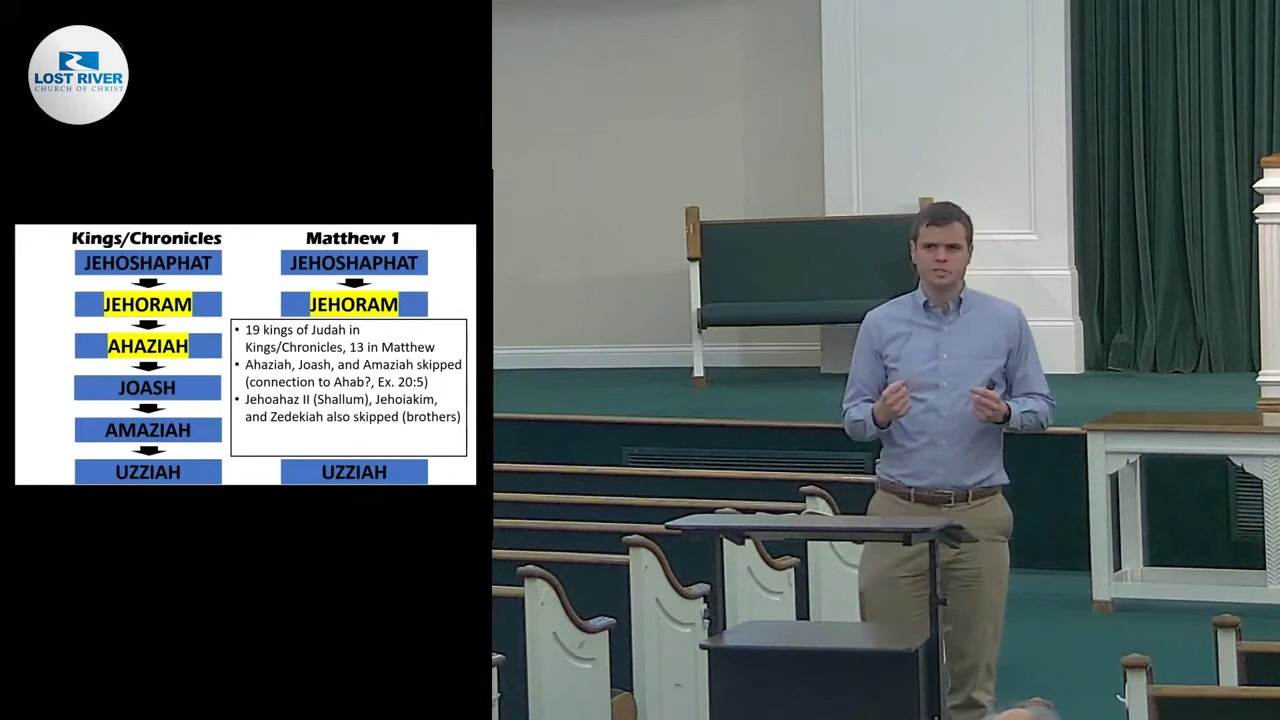 LOST RIVER
CHURCH OF CHRIST
Kings/Chronicles
JEHOSHAPHAT
JEHORAM
AHAZIAH
JOASH
AMAZIAH
UZZIAH
Matthew 1
JEHOSHAPHAT
JEHORAM
• 19 kings of Judah in
Kings/Chronicles, 13 in Matthew
• Ahaziah, Joash, and Amaziah skipped
(connection to Ahab?, Ex. 20:5)
• Jehoahaz II (Shallum), Jehoiakim,
and Zedekiah also skipped (brothers)
UZZIAH